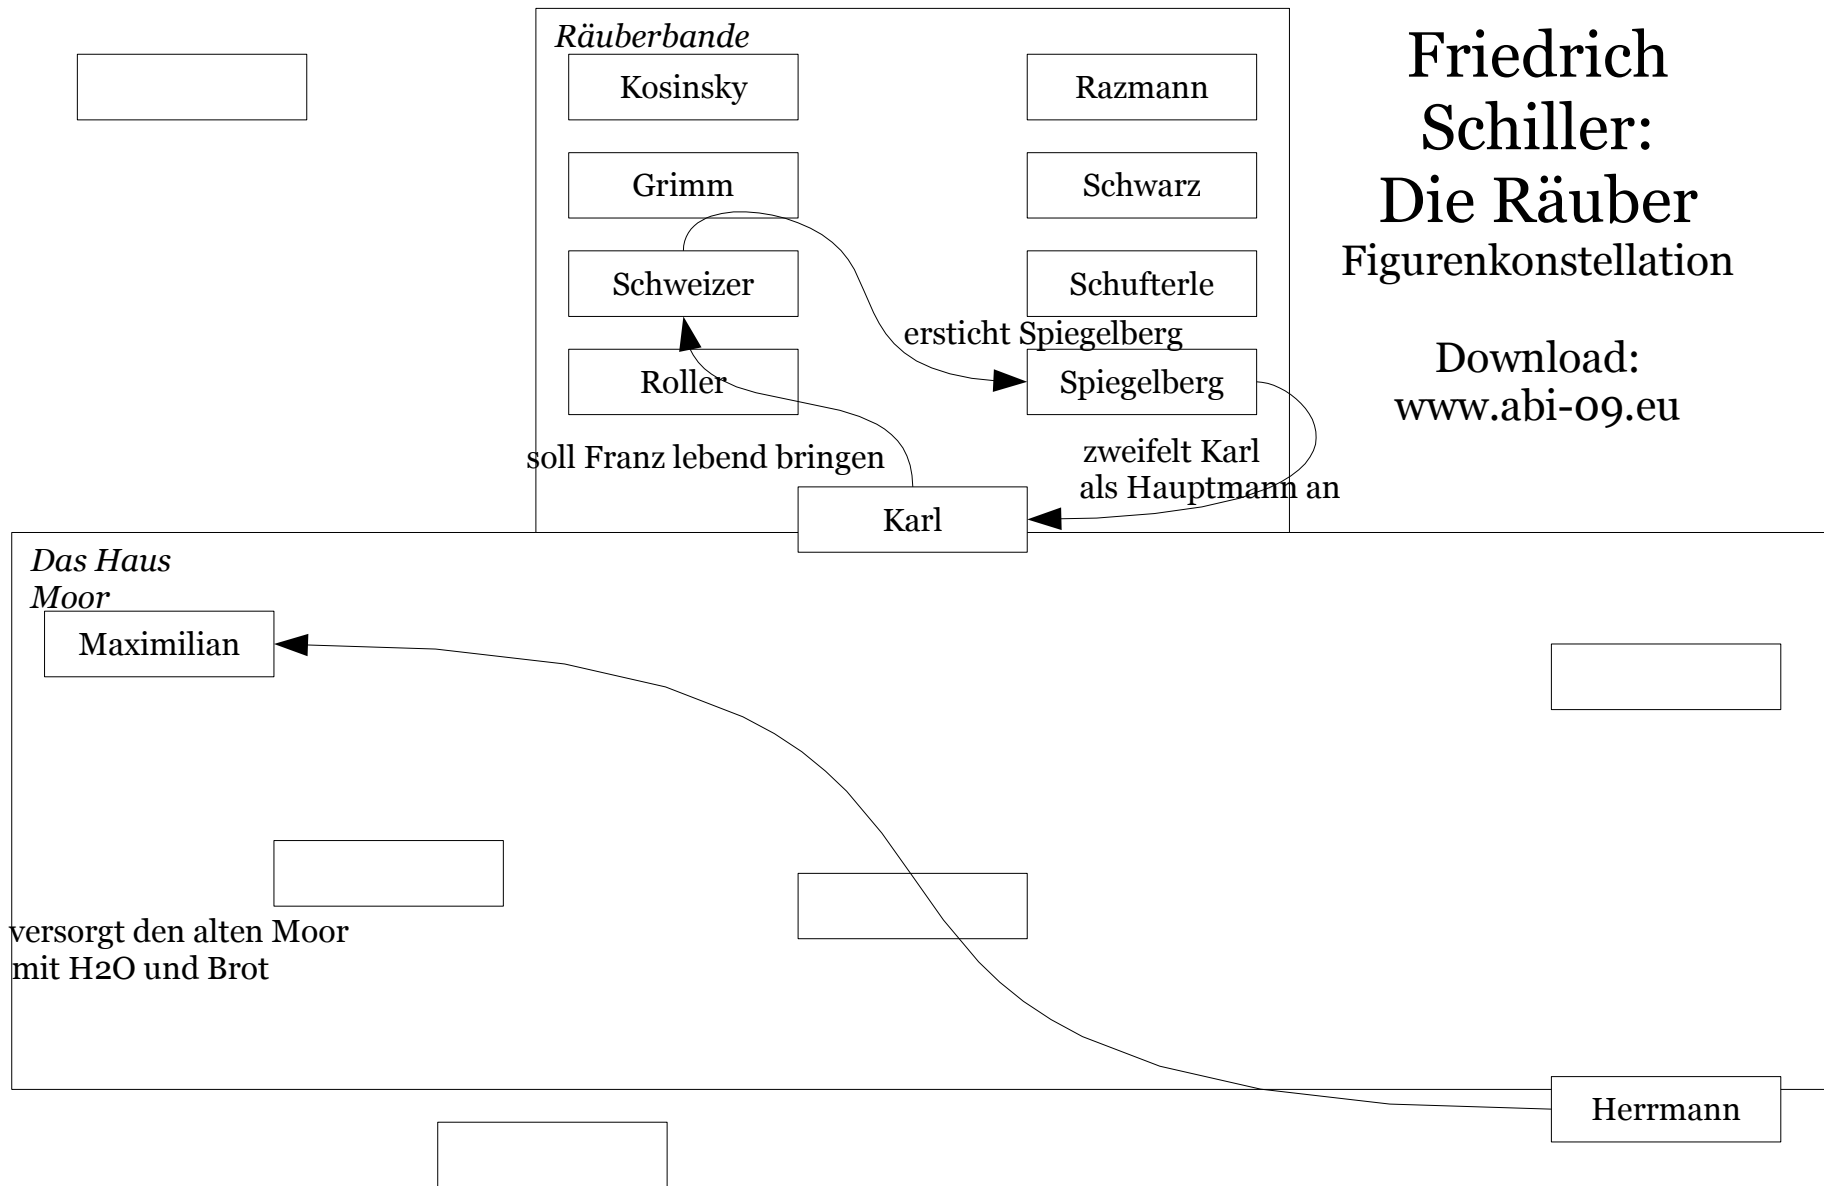 Räuberbande
Kosinsky
Razmann
Grimm
Schwarz
Schweizer
Schufterle
ersticht Spiegelberg
Roller
Spiegelberg
soll Franz lebend bringen
zweifelt Karl
als Hauptmann an
Karl
Friedrich
Schiller:
Die Räuber
Figurenkonstellation
Download:
www.abi-09.eu
Das Haus
Moor
Maximilian
versorgt den alten Moor
mit H2O und Brot
Herrmann